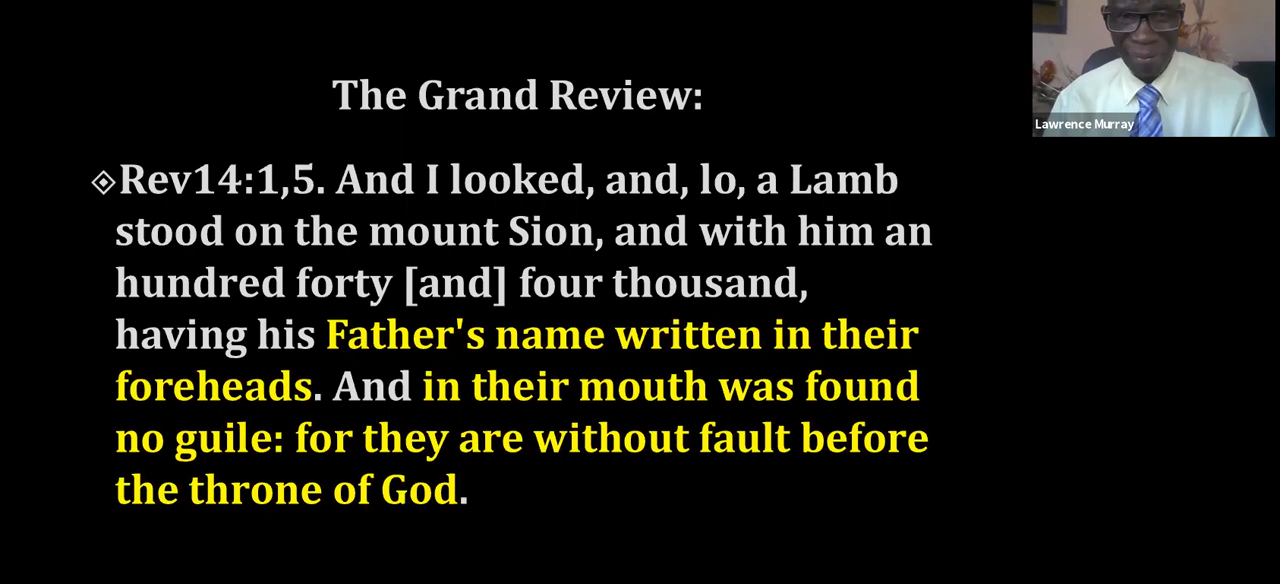 The Grand Review:
Lawrence Murray
Rev14:1,5. And I looked, and, lo, a Lamb
stood on the mount Sion, and with him an
hundred forty [and] four thousand,
having his Father's name written in their
foreheads. And in their mouth was found
no guile: for they are without fault before
the throne of God.